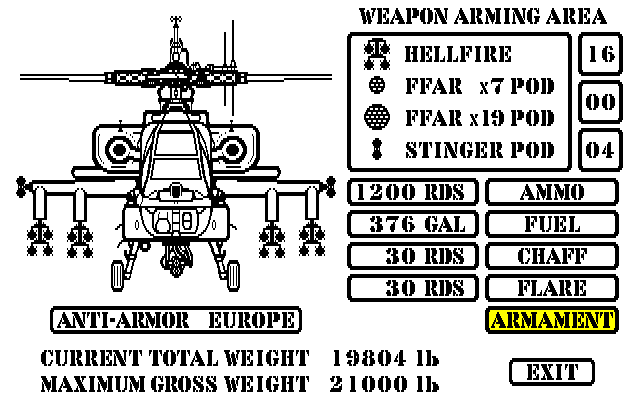 WEAPON ARMING AREA
HELLFIRE 16
FFAR x7 POD 00
FFAR x19 POD
STINGER POD 04
1200 RDS AMMO
376 GAL FUEL
30 RDS CHAFF
30 RDS FLARE
ANTI-ARMOR EUROPE ARMAMENT
CURRENT TOTAL WEIGHT 19804 lb
MAXIMUM GROSS WEIGHT 21000 lb
EXIT